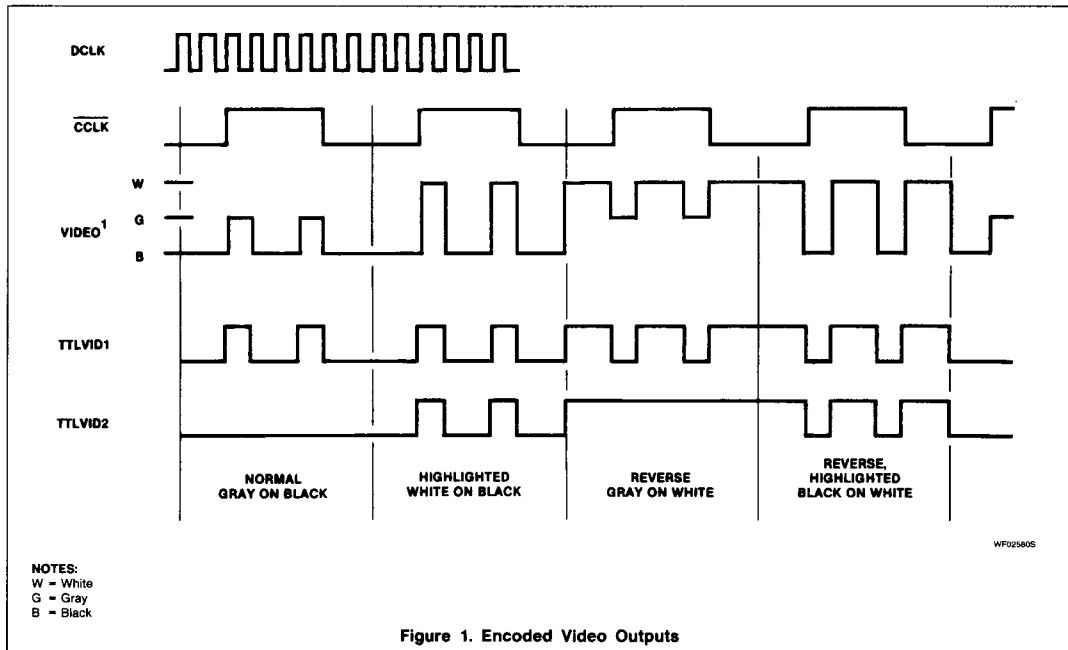 DCLK
CCLK
W
G
VIDEO1
B
TTLVID1
TTLVID2
NORMAL
GRAY ON BLACK
HIGHLIGHTED
WHITE ON BLACK
REVERSE
GRAY ON WHITE
REVERSE,
HIGHLIGHTED
BLACK ON WHITE
WF02580S
NOTES:
W = White
G = Gray
B = Black
Figure 1. Encoded Video Outputs